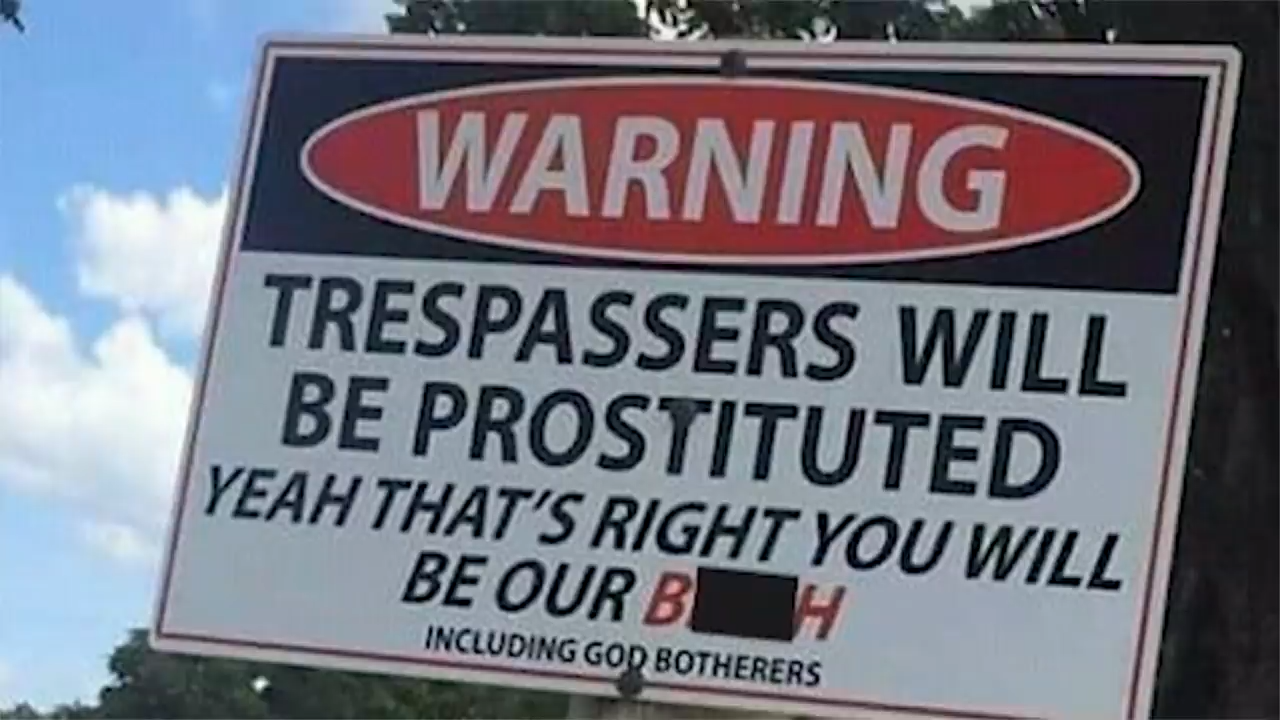 WARNING
TRESPASSERS WILL
BE PROSTITUTED
YEAH THAT'S RIGHT YOU WILL
BE OUR B H
INCLUDING GOD BOTHERERS